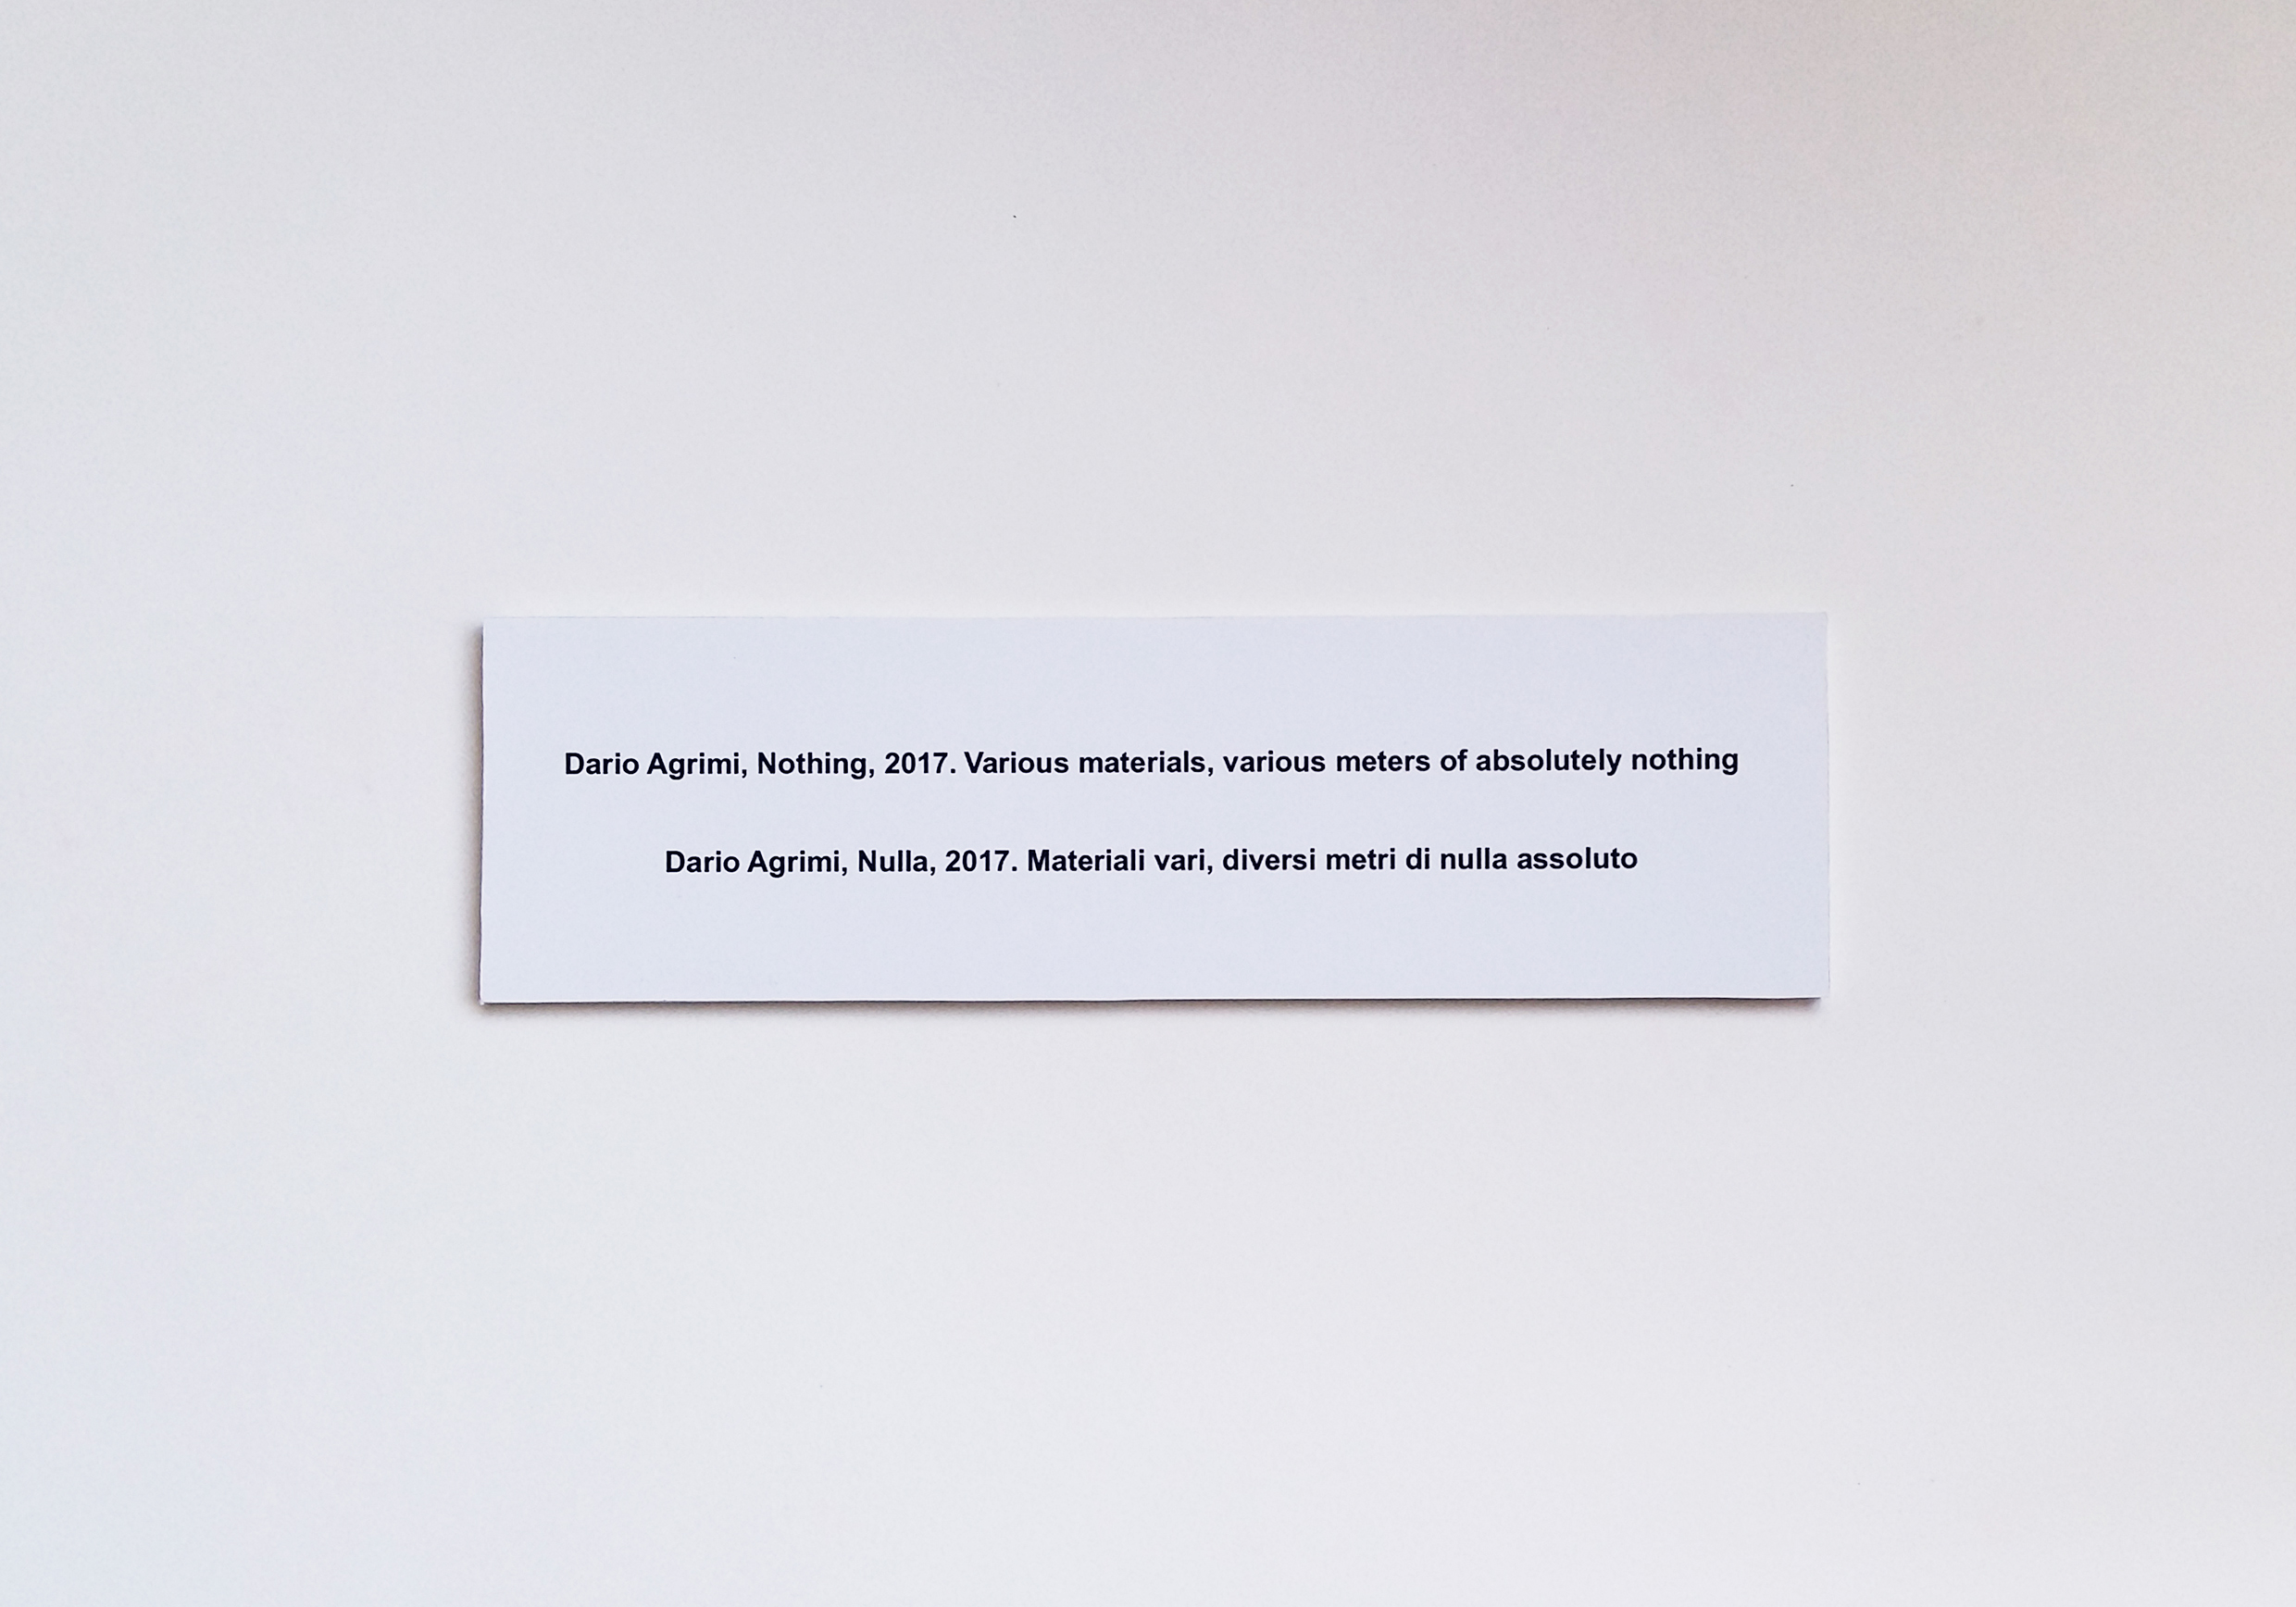 Dario Agrimi, Nothing, 2017. Various materials, various meters of absolutely nothing
Dario Agrimi, Nulla, 2017. Materiali vari, diversi metri di nulla assoluto